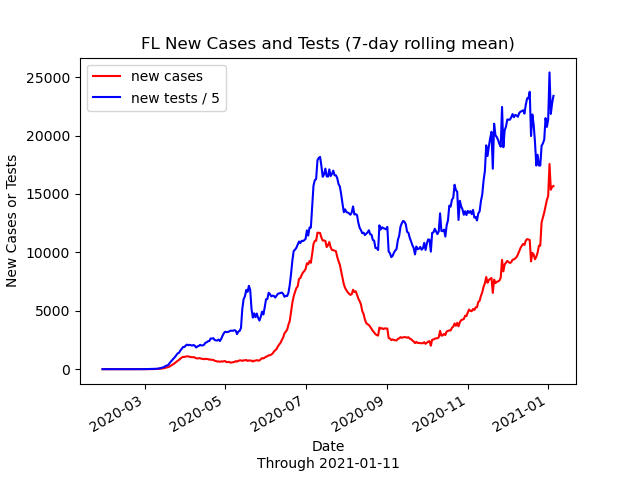 FL New Cases and Tests (7-day rolling mean)
new cases
new tests / 5
New Cases or Tests
25000
20000
15000
10000
5000
0
2020-03
2020-05
2020-07
2020-09
2020-11
2021-01
Date
Through 2021-01-11